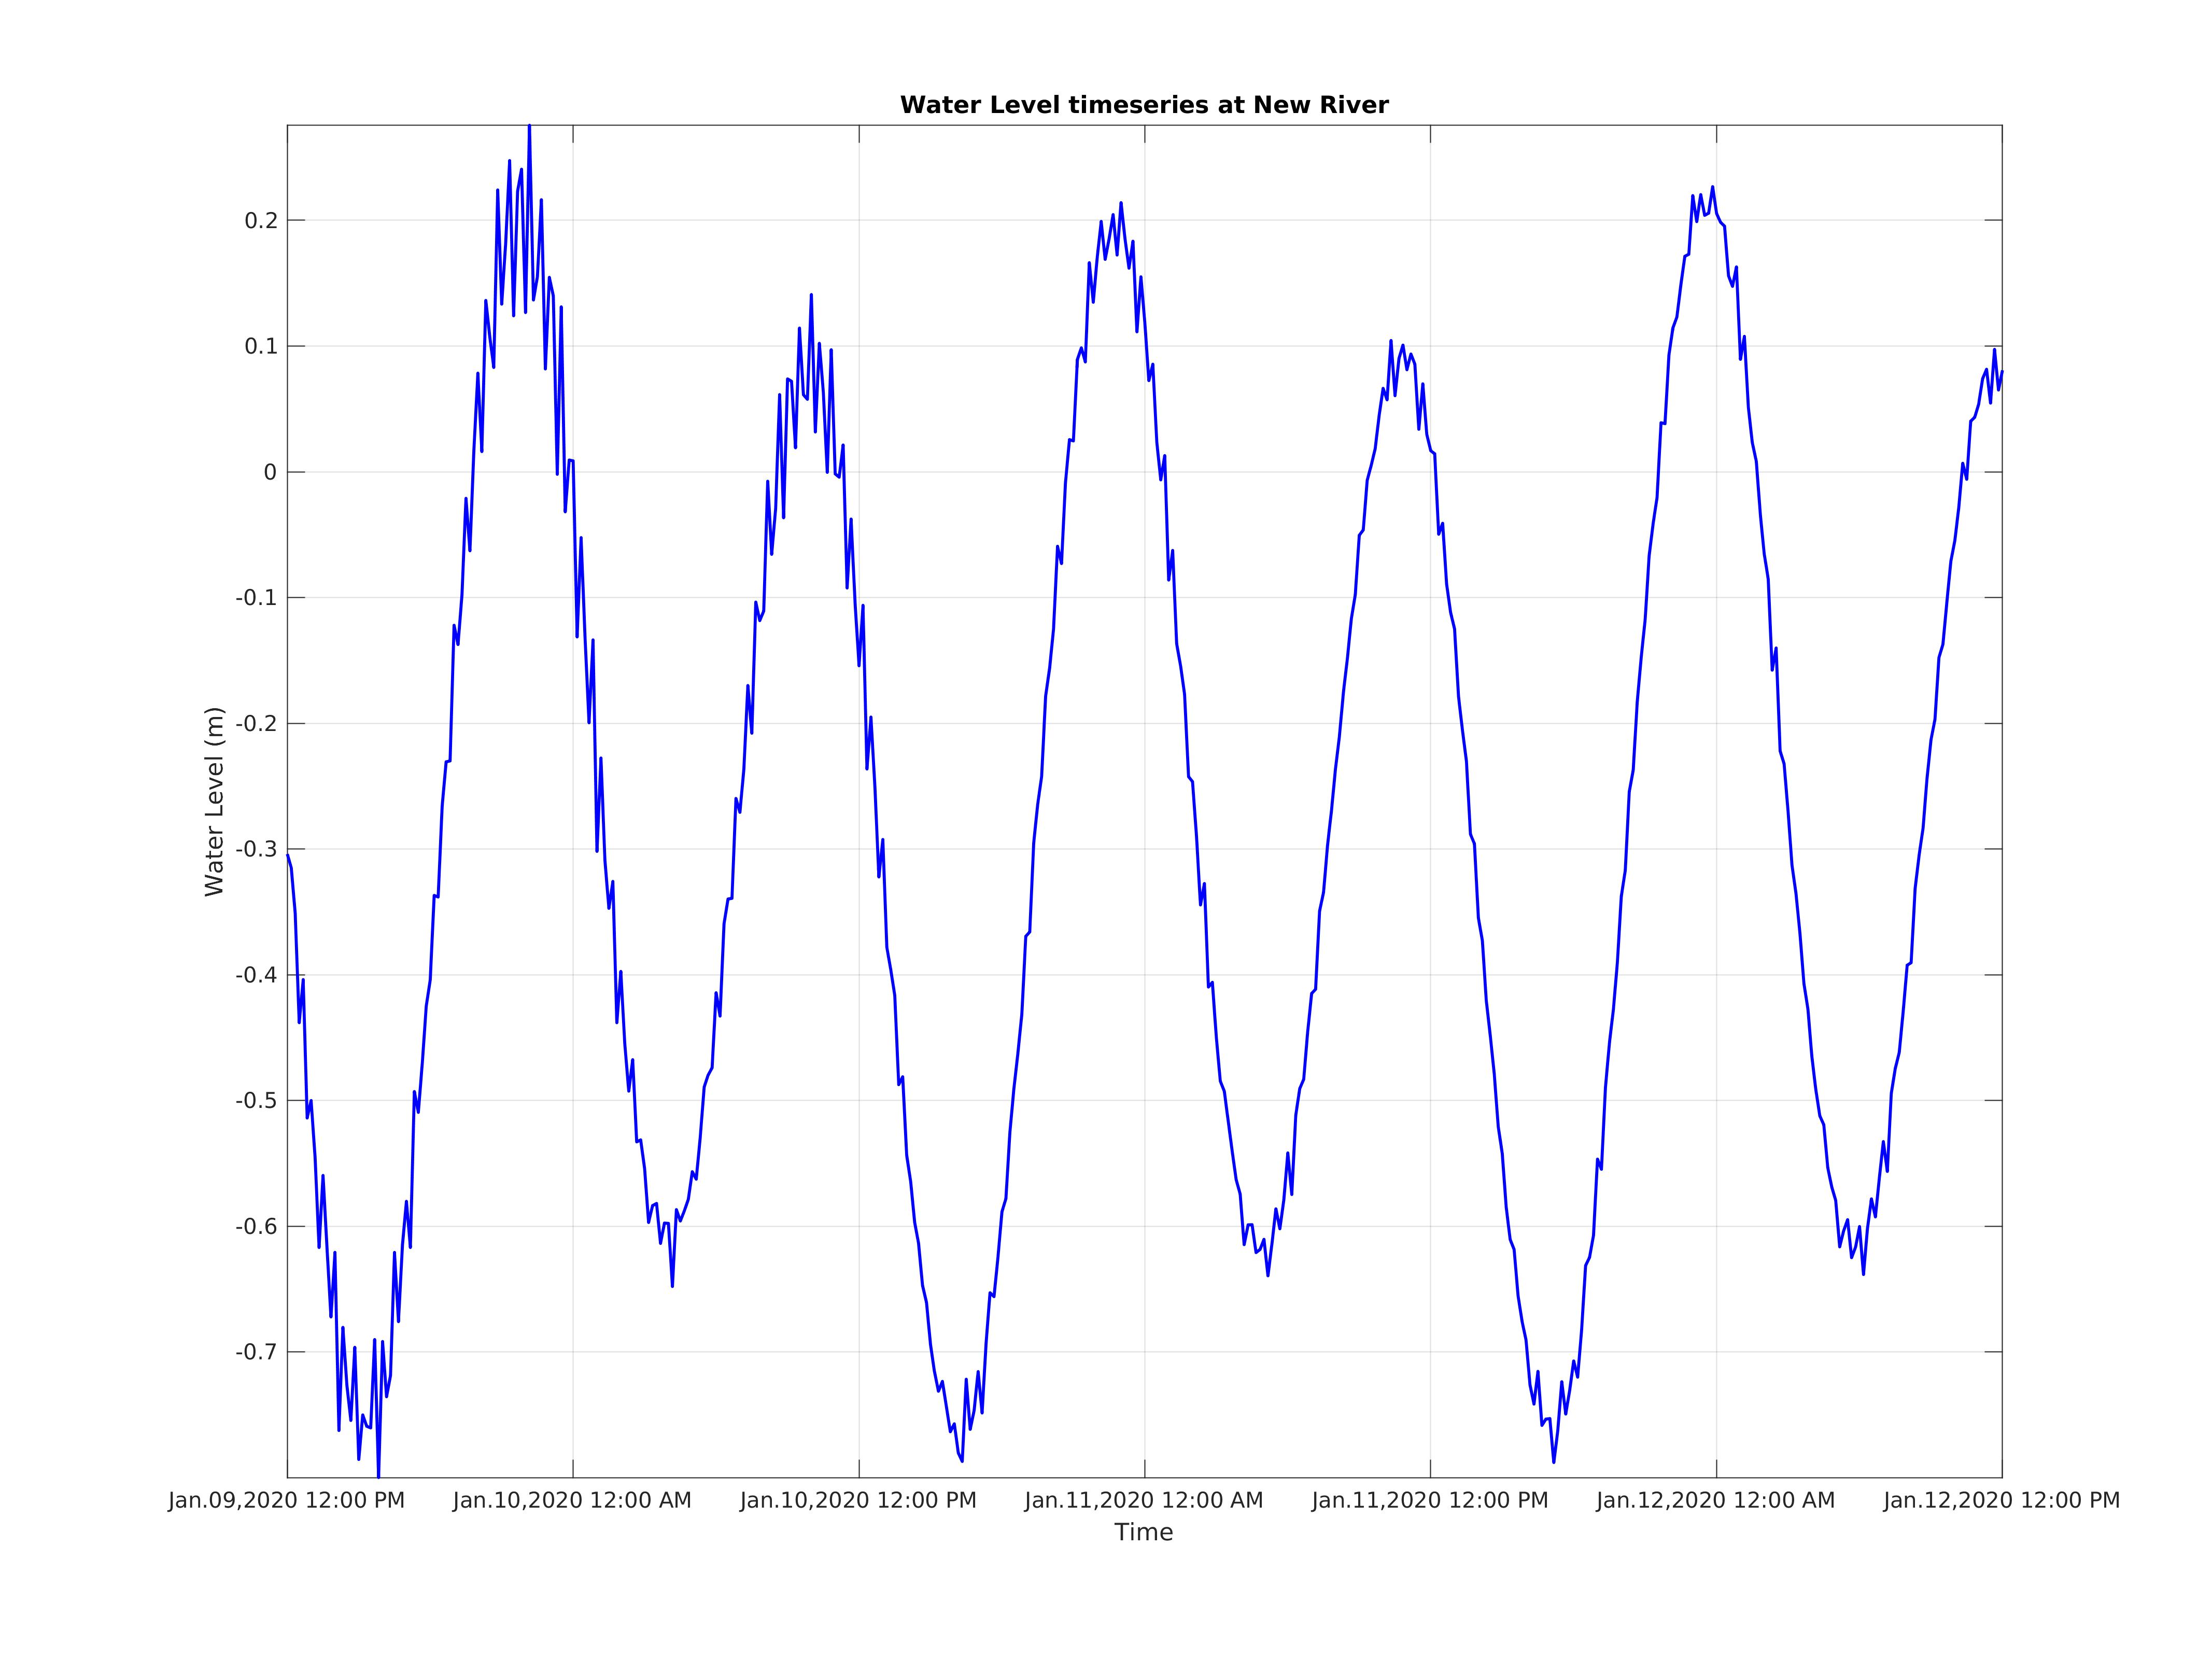 Water Level timeseries at New River
Water Level (m)
0.2
0.1
0
-0.1
-0.2
-0.3
-0.4
-0.5
-0.6
-0.7
Jan.09,2020 12:00 PM Jan.10,2020 12:00 AM Jan.10,2020 12:00 PM Jan.11,2020 12:00 AM Jan.11,2020 12:00 PM Jan.12,2020 12:00 AM Jan.12,2020 12:00 PM
Time